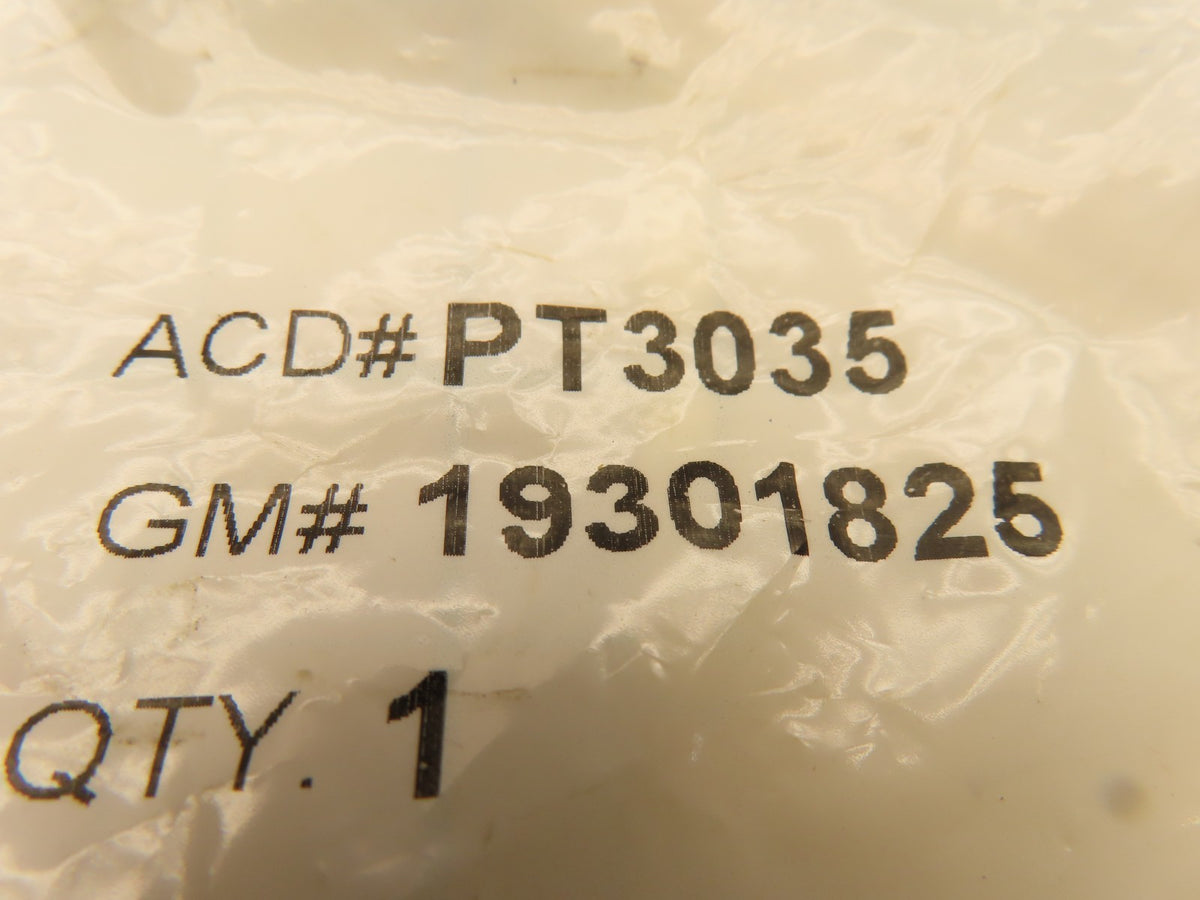 ACD# PT3035
GM# 19301825
QTY. 1